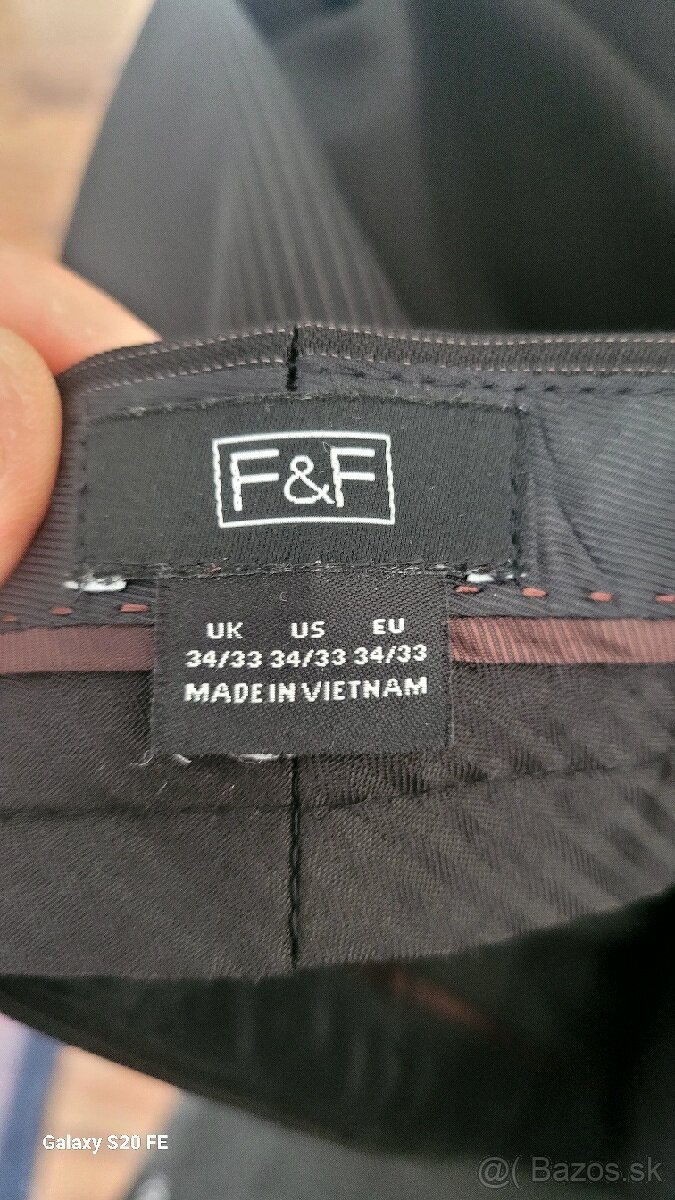 F&F
UK US EU
34/33 34/33 34/33
MADE IN VIETNAM
Galaxy S20 FE
@( Bazos.sk